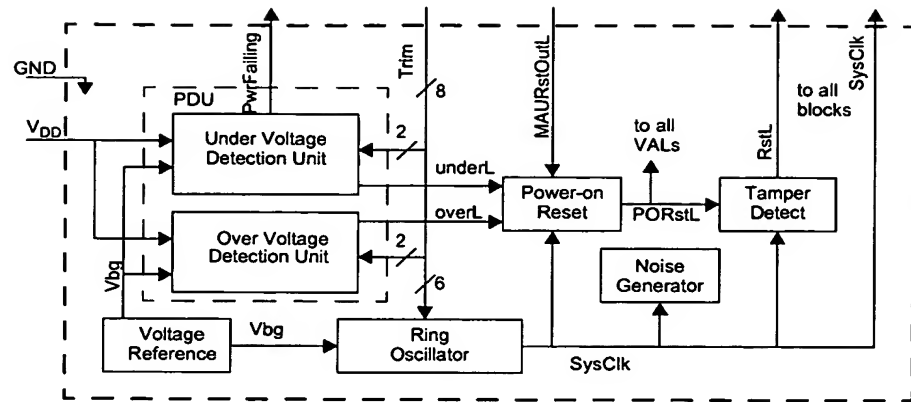 GND
V_DD
PDU
PwrFailing
Trim
8
MAURstOutL
RstL
to all
blocks
SysClk
Under Voltage
Detection Unit
2
underL
to all
VALs
Power-on
Reset
PORstL
Tamper
Detect
overL
Over Voltage
Detection Unit
2
Vbg
6
Noise
Generator
Voltage
Reference
Vbg
Ring
Oscillator
SysClk